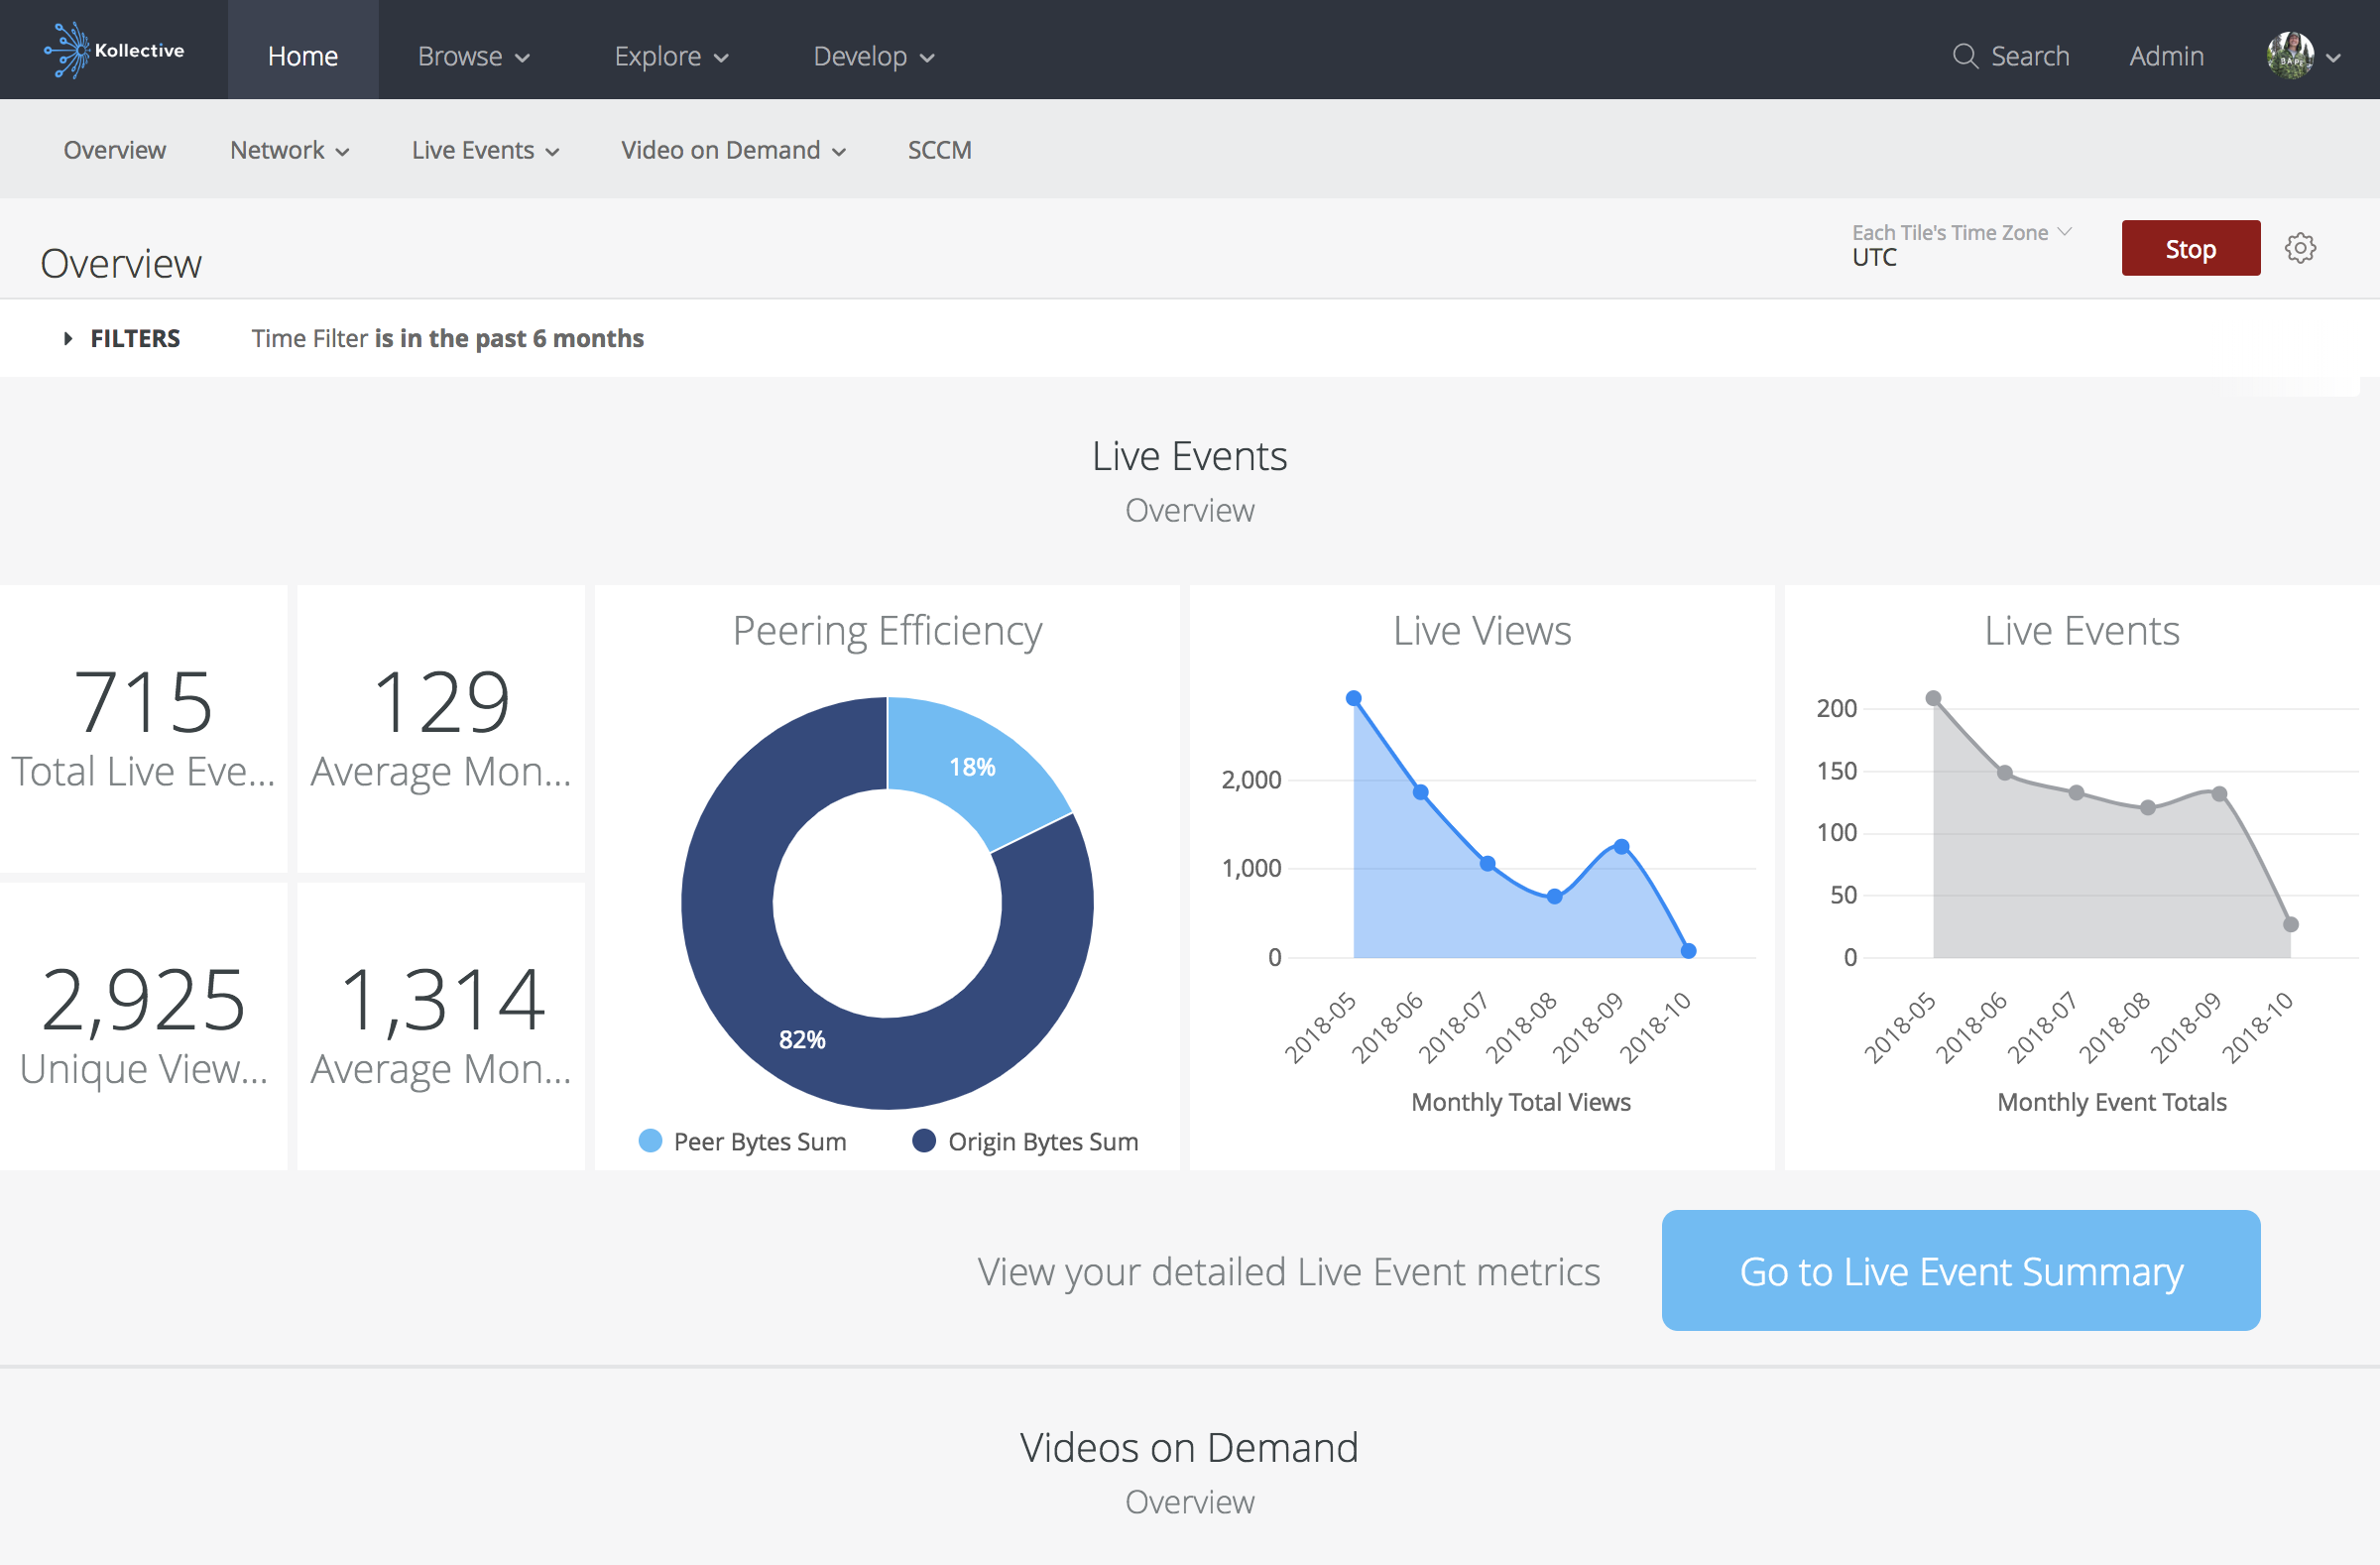 Kollective Home Browse Explore Develop Search Admin
Overview Network Live Events Video on Demand SCCM
Overview
Each Tile's Time Zone
UTC
Stop
FILTERS Time Filter is in the past 6 months
Live Events
Overview
715
Total Live Eve...
129
Average Mon...
2,925
Unique View...
1,314
Average Mon...
Peering Efficiency
18%
82%
Peer Bytes Sum Origin Bytes Sum
Live Views
2,000
1,000
0
2018-05 2018-06 2018-07 2018-08 2018-09 2018-10
Monthly Total Views
Live Events
200
150
100
50
0
2018-05 2018-06 2018-07 2018-08 2018-09 2018-10
Monthly Event Totals
View your detailed Live Event metrics
Go to Live Event Summary
Videos on Demand
Overview